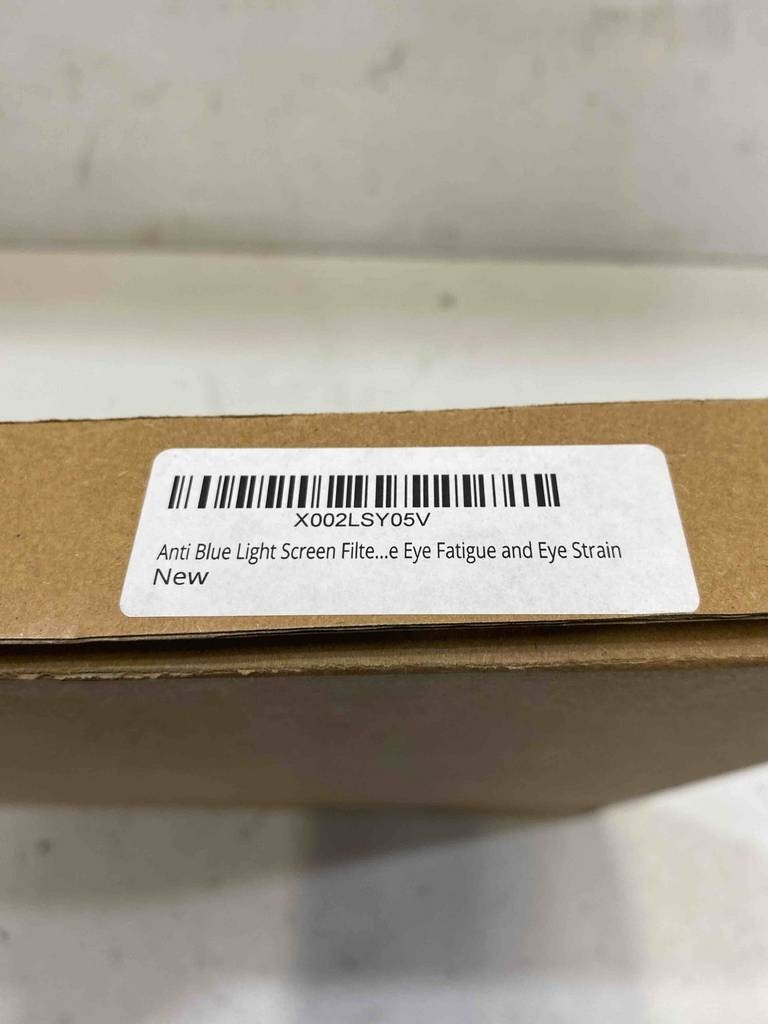 X002LSY05V
Anti Blue Light Screen Filte...e Eye Fatigue and Eye Strain
New